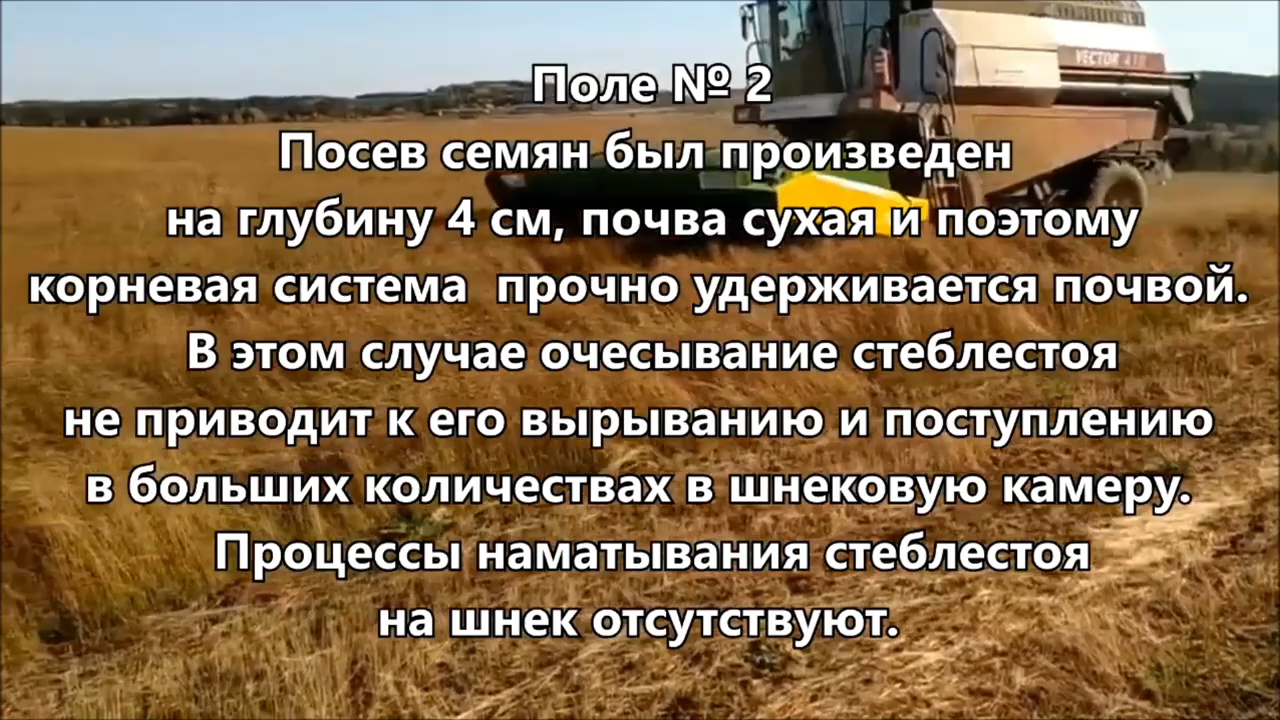 VECTOR 410
Поле № 2
Посев семян был произведен
на глубину 4 см, почва сухая и поэтому
корневая система прочно удерживается почвой.
В этом случае очесывание стеблестоя
не приводит к его вырыванию и поступлению
в больших количествах в шнековую камеру.
Процессы наматывания стеблестоя
на шнек отсутствуют.